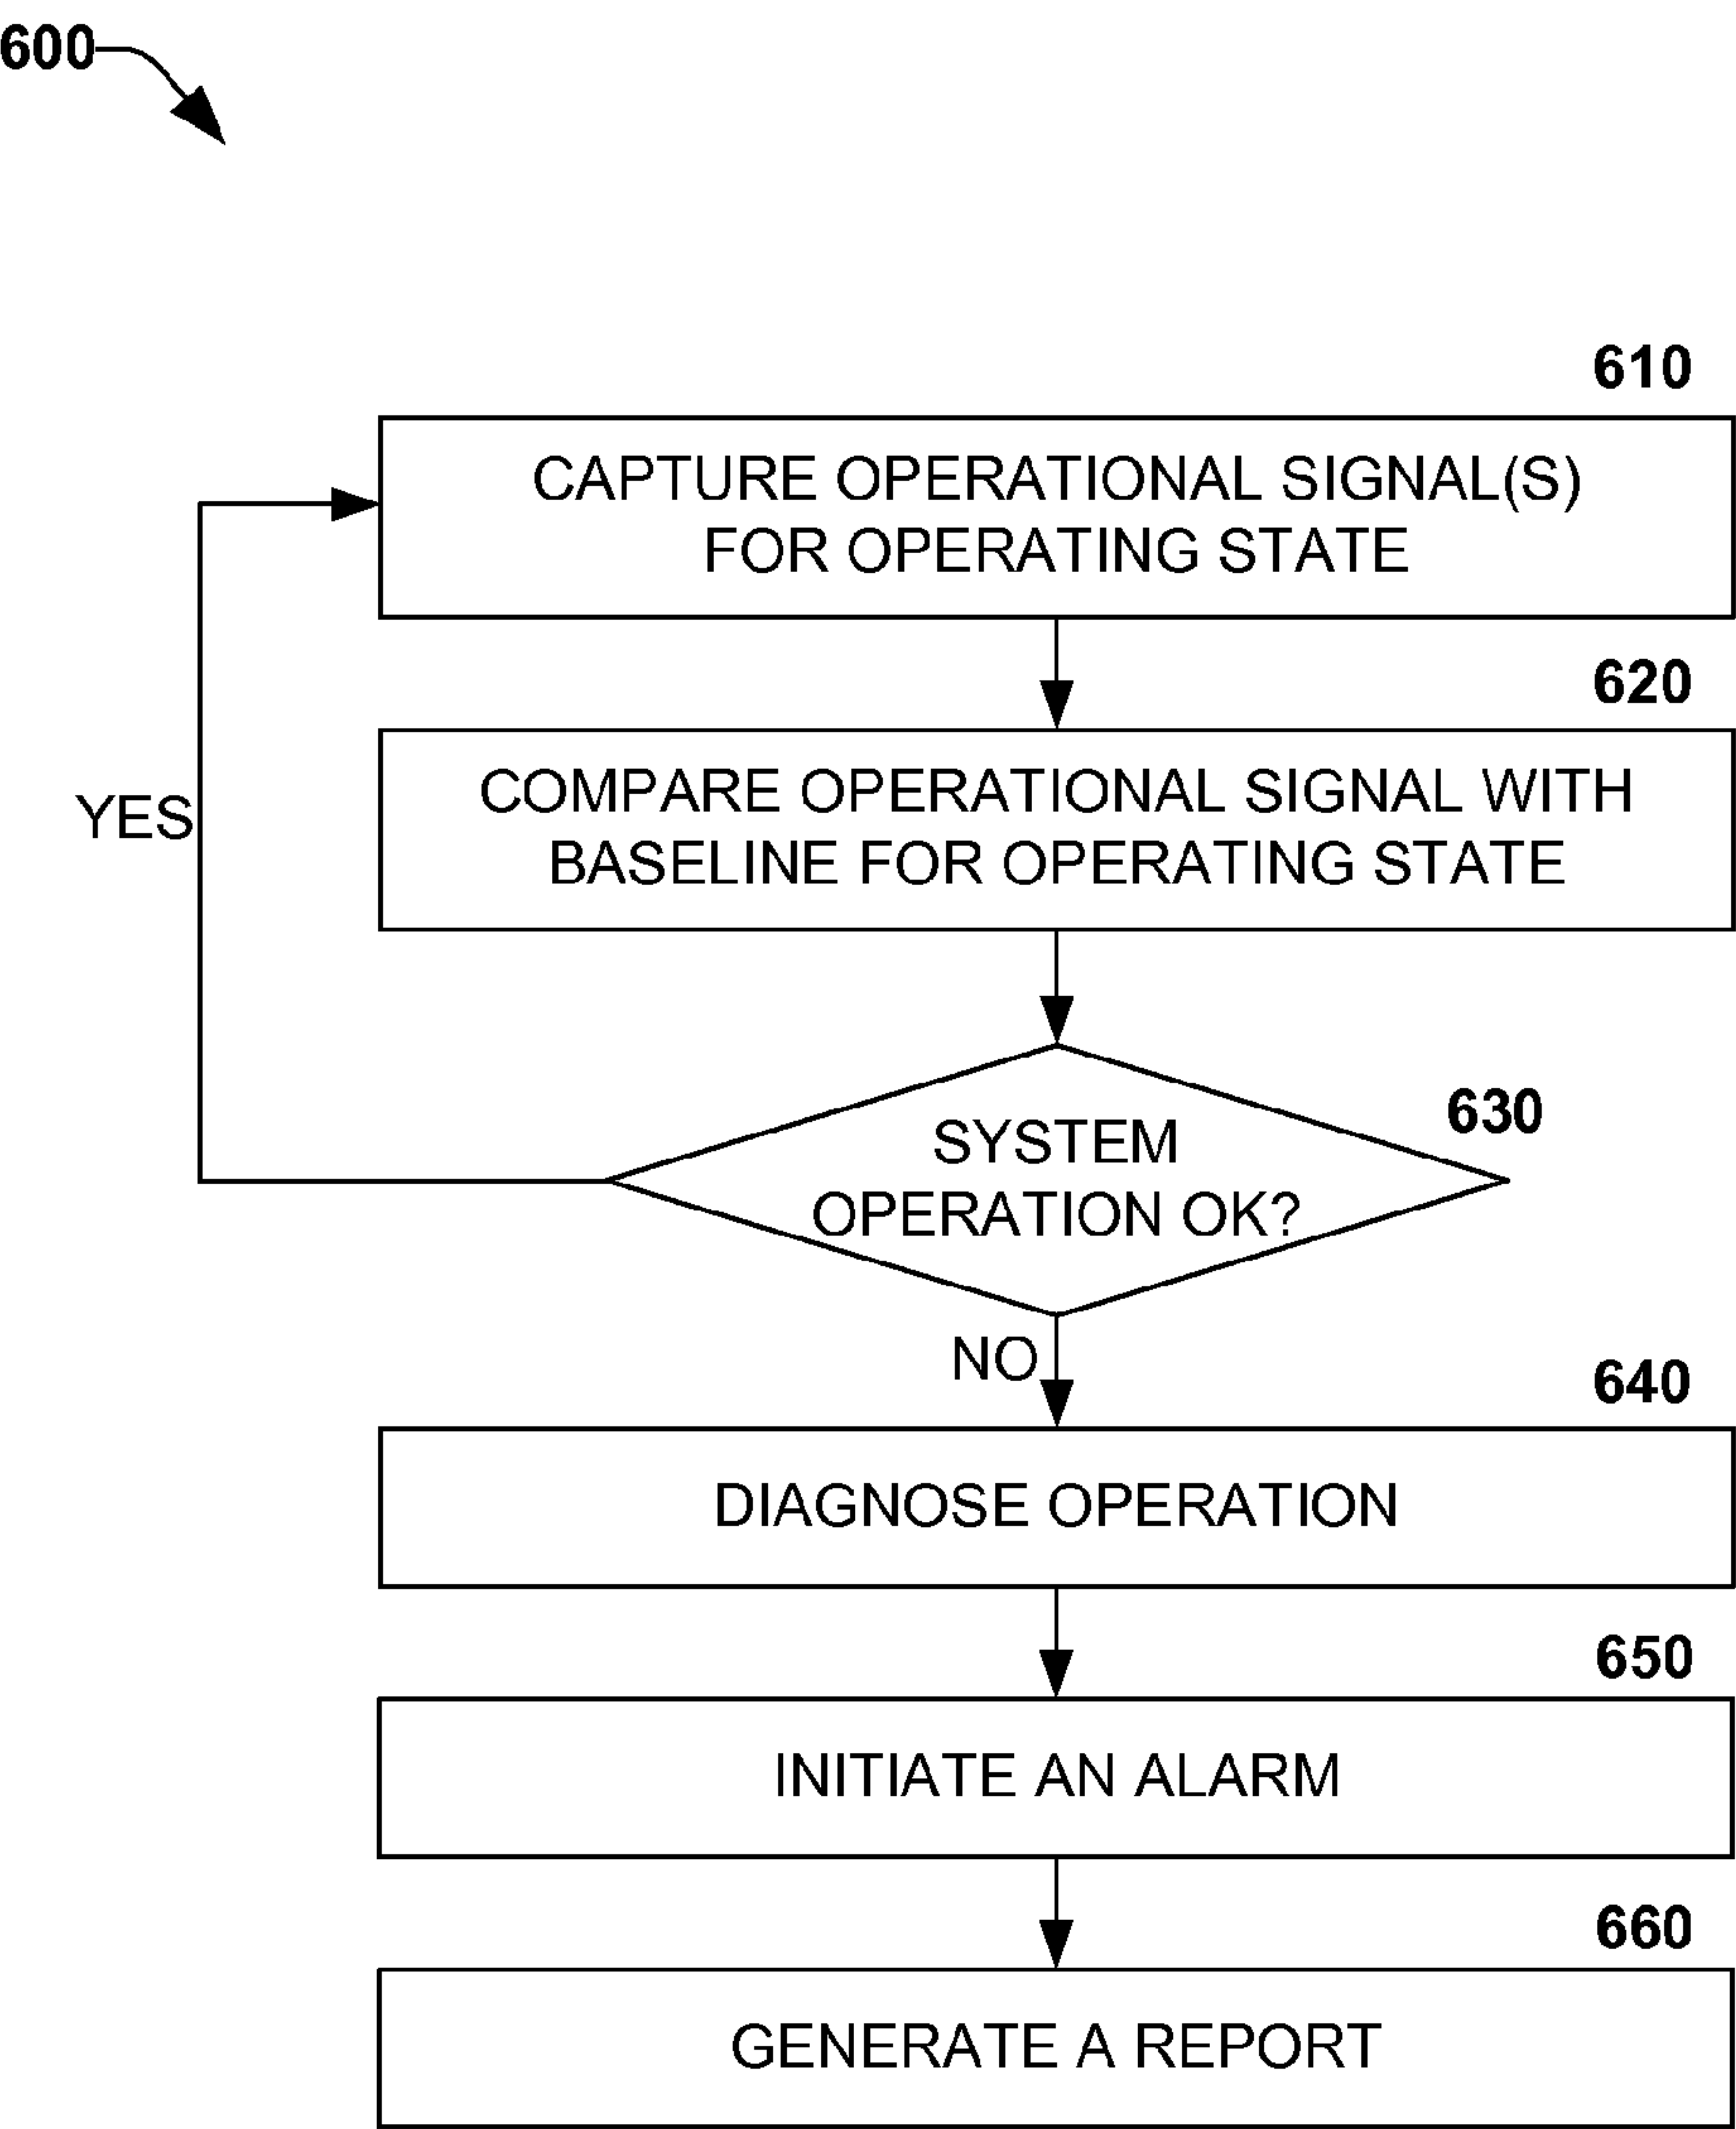 600
610
CAPTURE OPERATIONAL SIGNAL(S)
FOR OPERATING STATE
620
COMPARE OPERATIONAL SIGNAL WITH
BASELINE FOR OPERATING STATE
YES
630
SYSTEM
OPERATION OK?
NO
640
DIAGNOSE OPERATION
650
INITIATE AN ALARM
660
GENERATE A REPORT